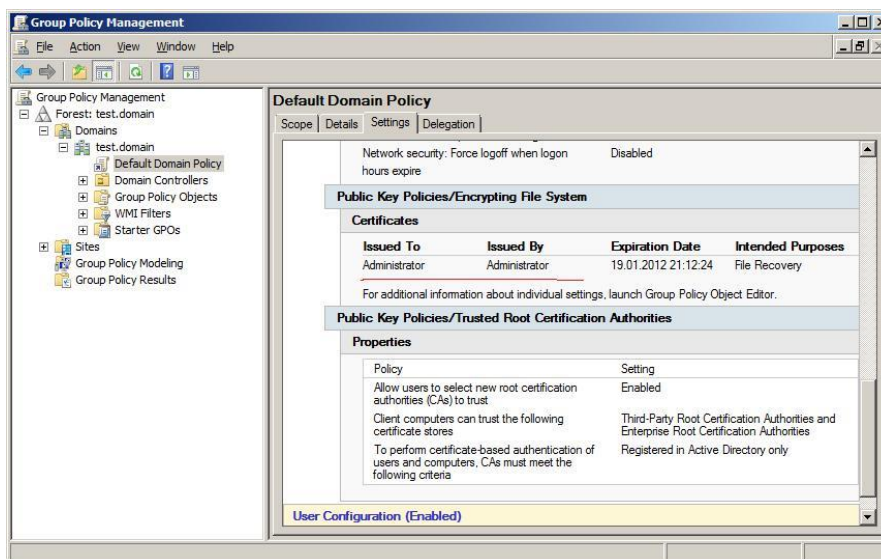 Group Policy Management
File Action View Window Help
Group Policy Management
Forest: test.domain
Domains
test.domain
Default Domain Policy
Domain Controllers
Group Policy Objects
WMI Filters
Starter GPOs
Sites
Group Policy Modeling
Group Policy Results
Default Domain Policy
Scope Details Settings Delegation
Network security: Force logoff when logon Disabled
hours expire
Public Key Policies/Encrypting File System
Certificates
Issued To Issued By Expiration Date Intended Purposes
Administrator Administrator 19.01.2012 21:12:24 File Recovery
For additional information about individual settings, launch Group Policy Object Editor.
Public Key Policies/Trusted Root Certification Authorities
Properties
Policy Setting
Allow users to select new root certification Enabled
authorities (CAs) to trust
Client computers can trust the following Third-Party Root Certification Authorities and
certificate stores Enterprise Root Certification Authorities
To perform certificate-based authentication of Registered in Active Directory only
users and computers, CAs must meet the
following criteria
User Configuration (Enabled)